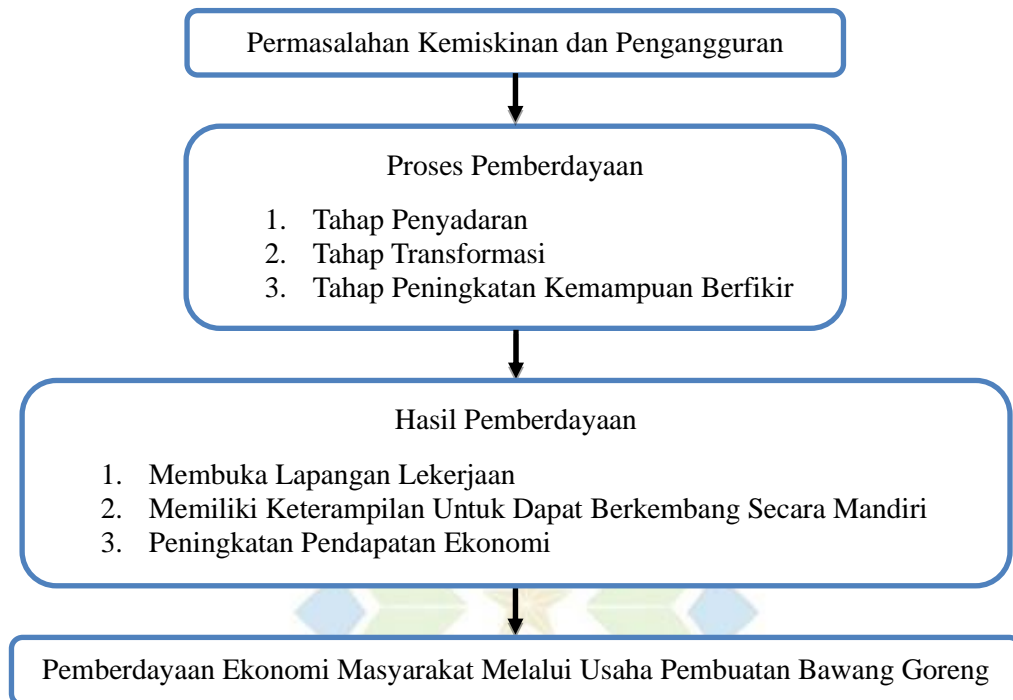 Permasalahan Kemiskinan dan Pengangguran
Proses Pemberdayaan
1. Tahap Penyadaran
2. Tahap Transformasi
3. Tahap Peningkatan Kemampuan Berfikir
Hasil Pemberdayaan
1. Membuka Lapangan Lekerjaan
2. Memiliki Keterampilan Untuk Dapat Berkembang Secara Mandiri
3. Peningkatan Pendapatan Ekonomi
Pemberdayaan Ekonomi Masyarakat Melalui Usaha Pembuatan Bawang Goreng